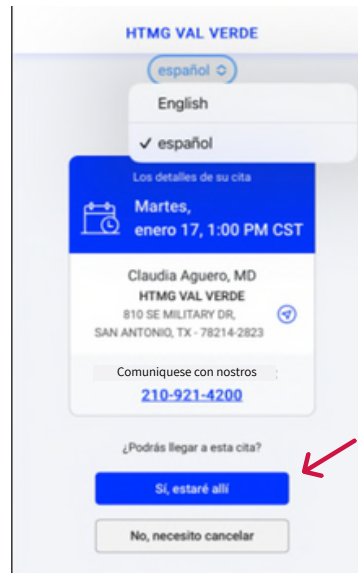 HTMG VAL VERDE
español
English
✓ español
Los detalles de su cita
Martes,
enero 17, 1:00 PM CST
Claudia Aguero, MD
HTMG VAL VERDE
810 SE MILITARY DR,
SAN ANTONIO, TX - 78214-2823
Comuniquese con nostros
210-921-4200
¿Podrás llegar a esta cita?
Sí, estaré allí
No, necesito cancelar